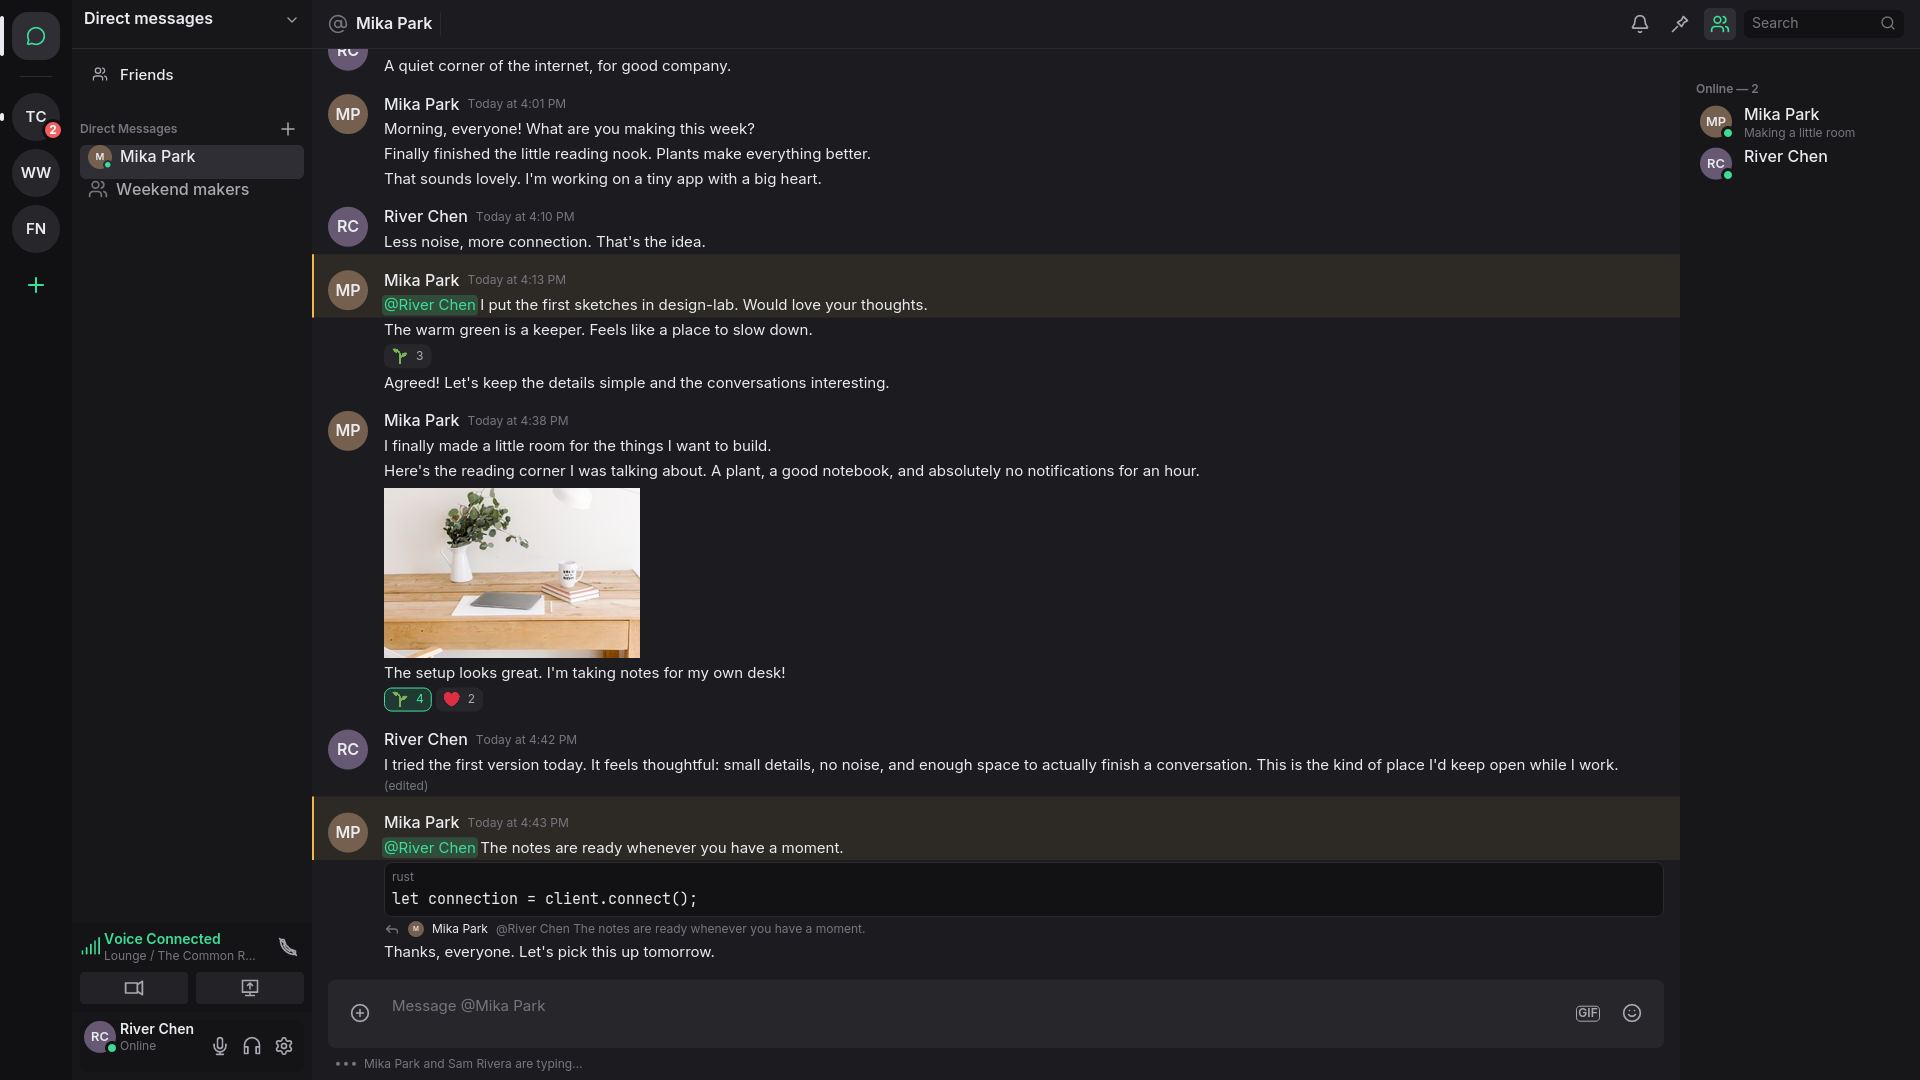 Direct messages
Friends
Direct Messages
M
Mika Park
Weekend makers
TC
2
WW
FN
Voice Connected
Lounge / The Common R...
RC
River Chen
Online
Mika Park
Search
RC
A quiet corner of the internet, for good company.
MP
Mika Park Today at 4:01 PM
Morning, everyone! What are you making this week?
Finally finished the little reading nook. Plants make everything better.
That sounds lovely. I'm working on a tiny app with a big heart.
RC
River Chen Today at 4:10 PM
Less noise, more connection. That's the idea.
MP
Mika Park Today at 4:13 PM
@River Chen I put the first sketches in design-lab. Would love your thoughts.
The warm green is a keeper. Feels like a place to slow down.
3
Agreed! Let's keep the details simple and the conversations interesting.
MP
Mika Park Today at 4:38 PM
I finally made a little room for the things I want to build.
Here's the reading corner I was talking about. A plant, a good notebook, and absolutely no notifications for an hour.
The setup looks great. I'm taking notes for my own desk!
4 2
RC
River Chen Today at 4:42 PM
I tried the first version today. It feels thoughtful: small details, no noise, and enough space to actually finish a conversation. This is the kind of place I'd keep open while I work.
(edited)
MP
Mika Park Today at 4:43 PM
@River Chen The notes are ready whenever you have a moment.
rust
let connection = client.connect();
M Mika Park @River Chen The notes are ready whenever you have a moment.
Thanks, everyone. Let's pick this up tomorrow.
Message @Mika Park
GIF
Mika Park and Sam Rivera are typing...
Online — 2
MP
Mika Park
Making a little room
RC
River Chen